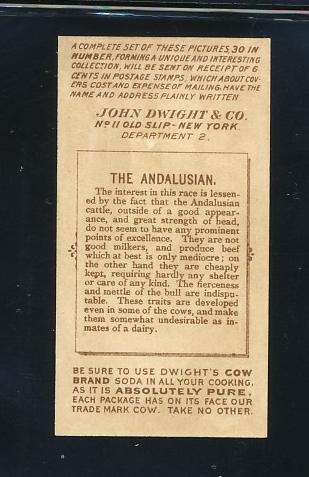 A COMPLETE SET OF THESE PICTURES, 30 IN
NUMBER, FORMING A UNIQUE AND INTERESTING
COLLECTION, WILL BE SENT ON RECEIPT OF 6
CENTS IN POSTAGE STAMPS, WHICH ABOUT COV-
ERS COST AND EXPENSE OF MAILING. HAVE THE
NAME AND ADDRESS PLAINLY WRITTEN
JOHN DWIGHT & CO.
No 11 OLD SLIP - NEW YORK.
DEPARTMENT 2.
THE ANDALUSIAN.
The interest in this race is lessen-
ed by the fact that the Andalusian
cattle, outside of a good appear-
ance, and great strength of head,
do not seem to have any prominent
points of excellence. They are not
good milkers, and produce beef
which at best is only mediocre; on
the other hand they are cheaply
kept, requiring hardly any shelter
or care of any kind. The fierceness
and mettle of the bull are indispu-
table. These traits are developed
even in some of the cows, and make
them somewhat undesirable as in-
mates of a dairy.
BE SURE TO USE DWIGHT'S COW
BRAND SODA IN ALL YOUR COOKING,
AS IT IS ABSOLUTELY PURE.
EACH PACKAGE HAS ON ITS FACE OUR
TRADE MARK COW. TAKE NO OTHER.